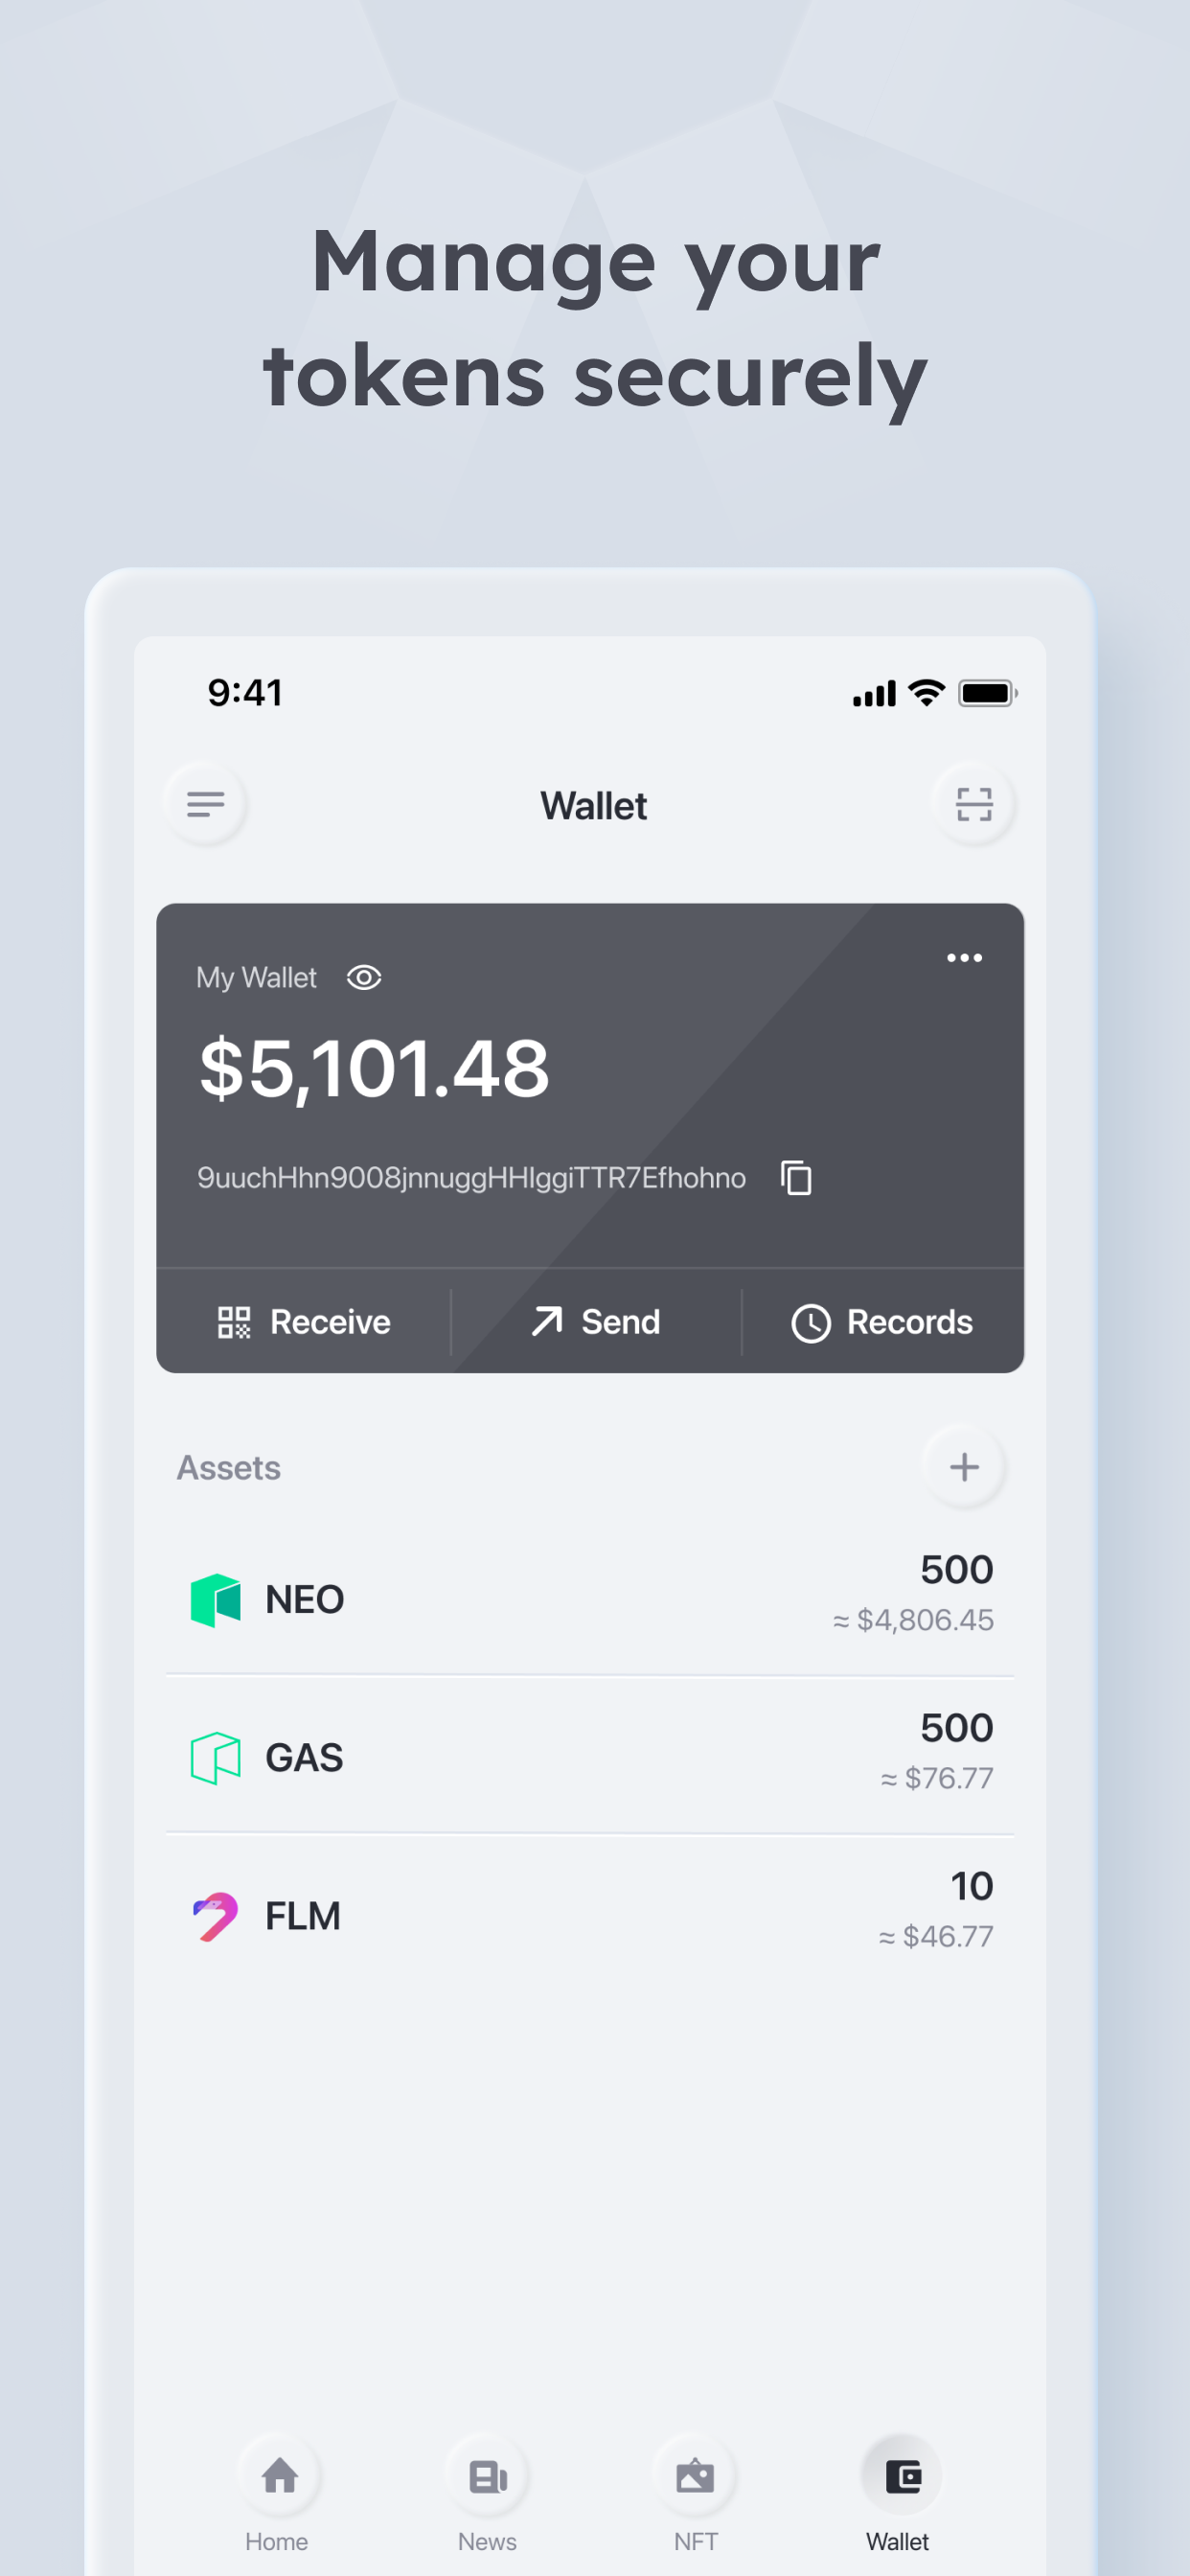 Manage your
tokens securely
9:41
Wallet
My Wallet
$5,101.48
9uuchHhn9008jnnuggHHIggiTTR7Efhohno
Receive
Send
Records
Assets
NEO
500
≈ $4,806.45
GAS
500
≈ $76.77
FLM
10
≈ $46.77
Home
News
NFT
Wallet